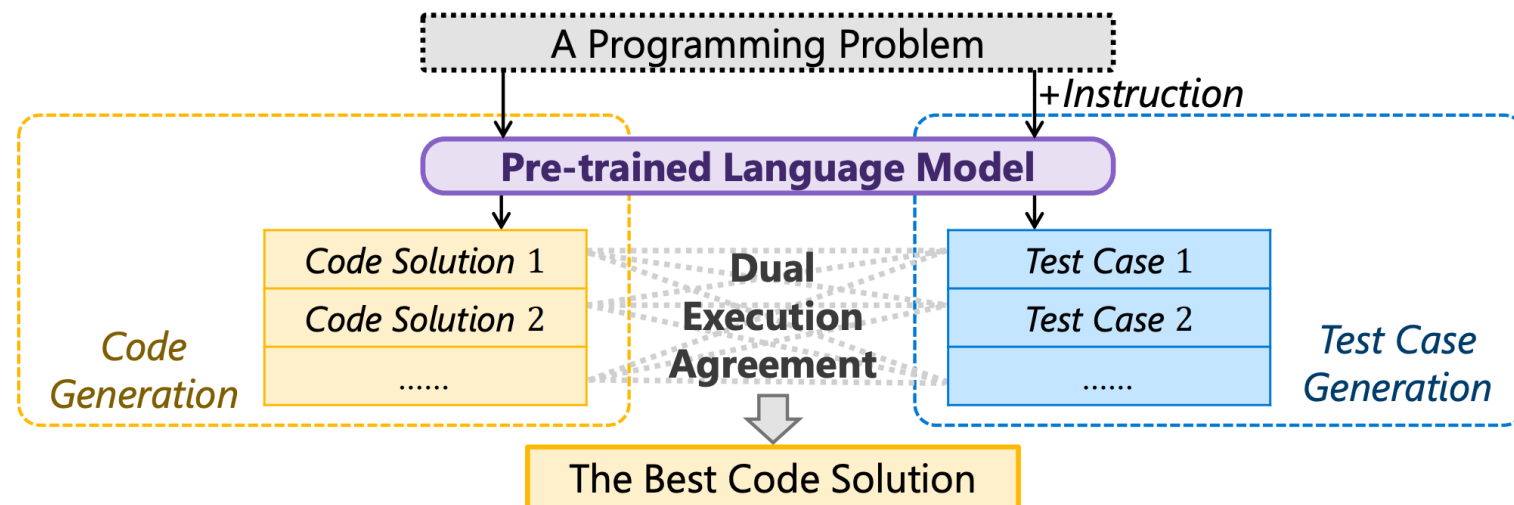 A Programming Problem
+Instruction
Pre-trained Language Model
Code Solution 1
Code Solution 2
......
Code
Generation
Dual
Execution
Agreement
Test Case 1
Test Case 2
......
Test Case
Generation
The Best Code Solution